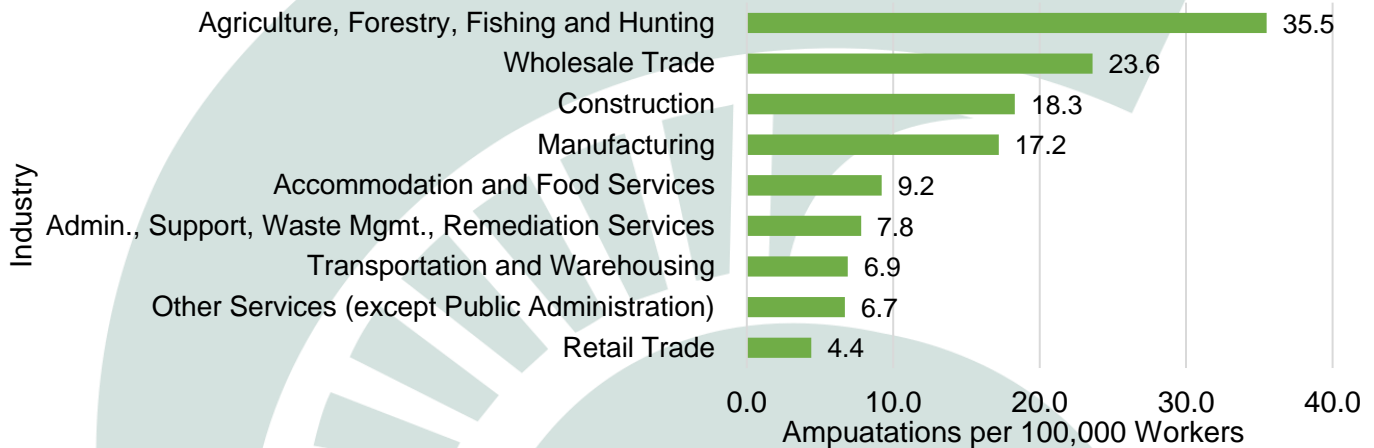 Industry
Agriculture, Forestry, Fishing and Hunting 35.5
Wholesale Trade 23.6
Construction 18.3
Manufacturing 17.2
Accommodation and Food Services 9.2
Admin., Support, Waste Mgmt., Remediation Services 7.8
Transportation and Warehousing 6.9
Other Services (except Public Administration) 6.7
Retail Trade 4.4
0.0 10.0 20.0 30.0 40.0
Ampuatations per 100,000 Workers